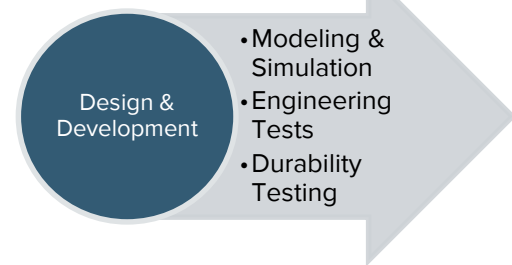 Design &
Development
•Modeling &
Simulation
•Engineering
Tests
•Durability
Testing